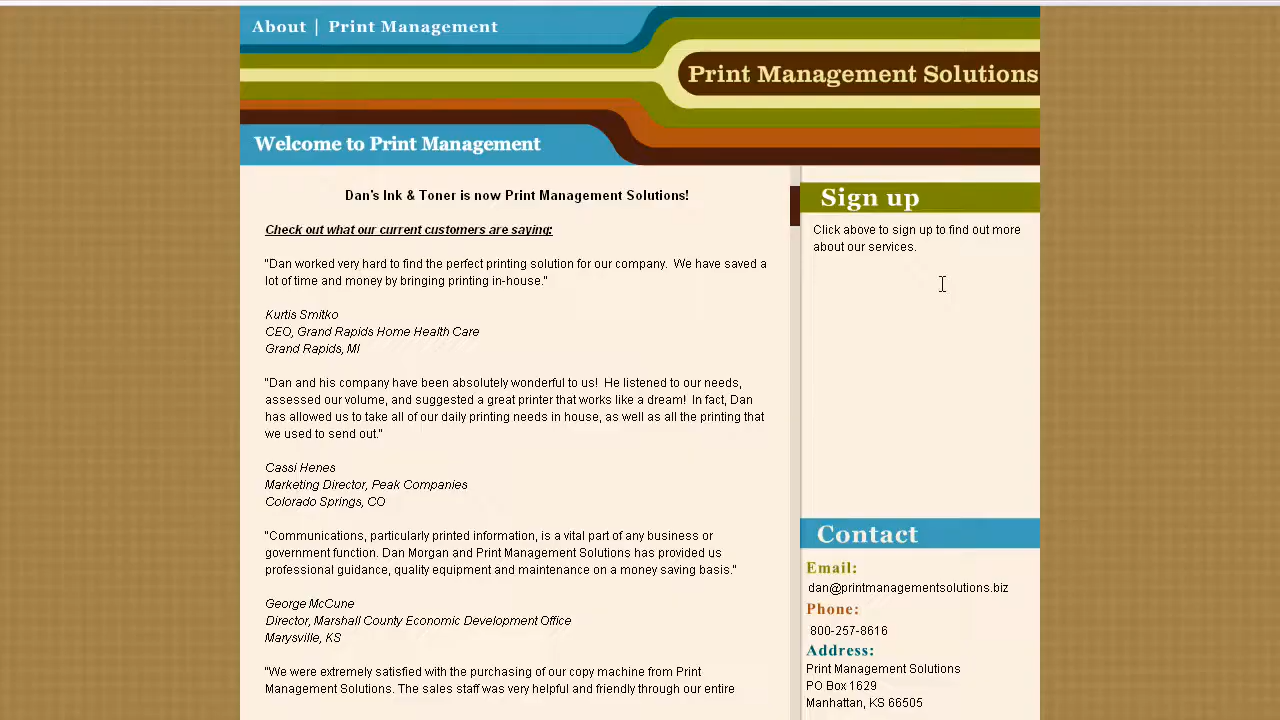 About | Print Management
Print Management Solutions
Welcome to Print Management
Dan's Ink & Toner is now Print Management Solutions!
Check out what our current customers are saying:
"Dan worked very hard to find the perfect printing solution for our company.  We have saved a
lot of time and money by bringing printing in-house."
Kurtis Smitko
CEO, Grand Rapids Home Health Care
Grand Rapids, MI
"Dan and his company have been absolutely wonderful to us!  He listened to our needs,
assessed our volume, and suggested a great printer that works like a dream!  In fact, Dan
has allowed us to take all of our daily printing needs in house, as well as all the printing that
we used to send out."
Cassi Henes
Marketing Director, Peak Companies
Colorado Springs, CO
"Communications, particularly printed information, is a vital part of any business or
government function. Dan Morgan and Print Management Solutions has provided us
professional guidance, quality equipment and maintenance on a money saving basis."
George McCune
Director, Marshall County Economic Development Office
Marysville, KS
"We were extremely satisfied with the purchasing of our copy machine from Print
Management Solutions. The sales staff was very helpful and friendly through our entire
Sign up
Click above to sign up to find out more
about our services.
Contact
Email:
dan@printmanagementsolutions.biz
Phone:
800-257-8616
Address:
Print Management Solutions
PO Box 1629
Manhattan, KS 66505